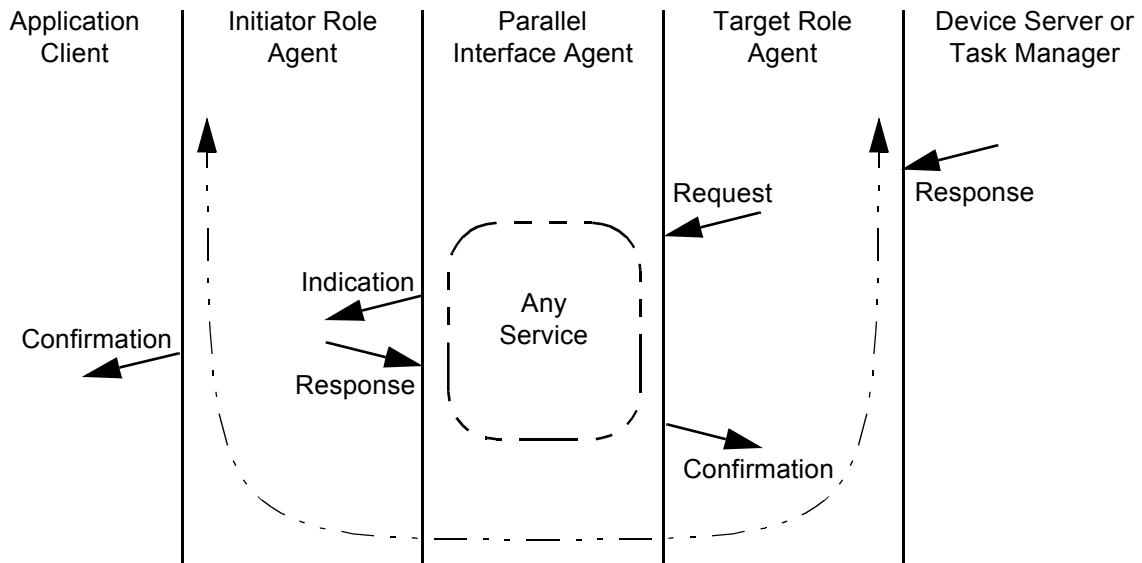 Application
Client
Initiator Role
Agent
Parallel
Interface Agent
Target Role
Agent
Device Server or
Task Manager
Response
Request
Indication
Any
Service
Confirmation
Response
Confirmation